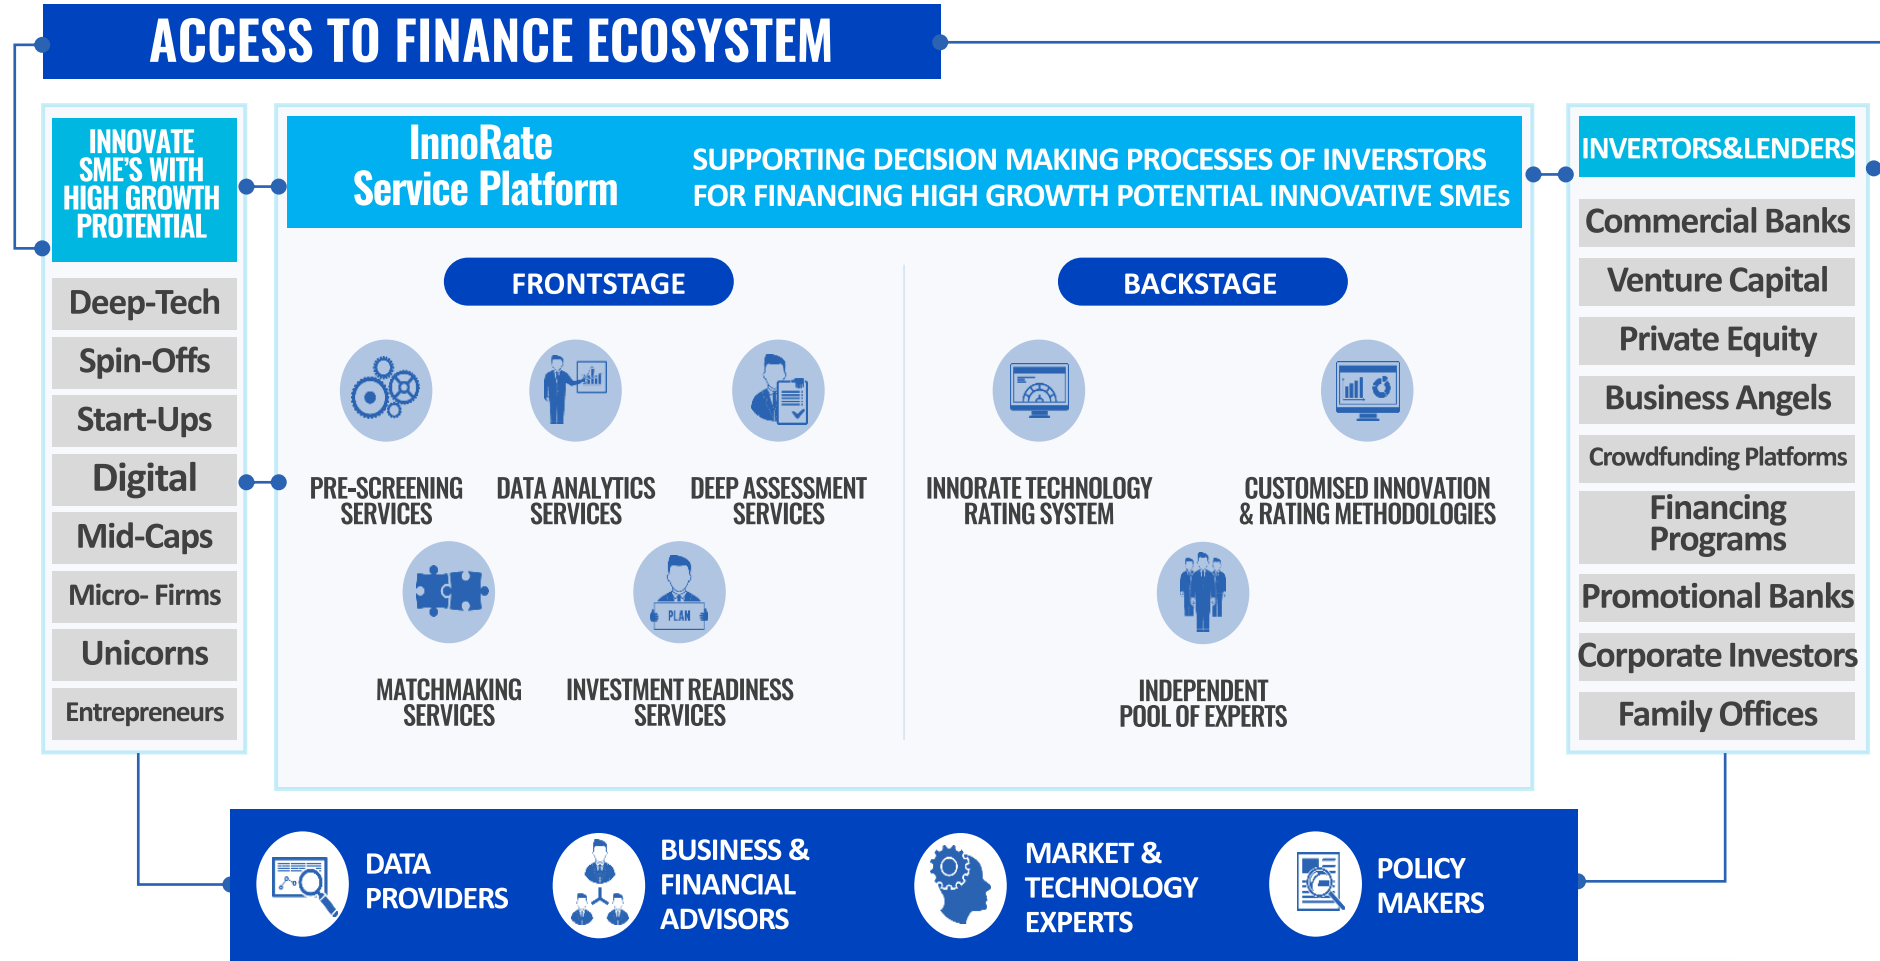 ACCESS TO FINANCE ECOSYSTEM
INNOVATE
SME'S WITH
HIGH GROWTH
PROTENTIAL
Deep-Tech
Spin-Offs
Start-Ups
Digital
Mid-Caps
Micro- Firms
Unicorns
Entrepreneurs
InnoRate
Service Platform
SUPPORTING DECISION MAKING PROCESSES OF INVERSTORS
FOR FINANCING HIGH GROWTH POTENTIAL INNOVATIVE SMEs
FRONTSTAGE
PRE-SCREENING
SERVICES
DATA ANALYTICS
SERVICES
DEEP ASSESSMENT
SERVICES
PLAN
MATCHMAKING
SERVICES
INVESTMENT READINESS
SERVICES
BACKSTAGE
INNORATE TECHNOLOGY
RATING SYSTEM
CUSTOMISED INNOVATION
& RATING METHODOLOGIES
INDEPENDENT
POOL OF EXPERTS
INVERTORS&LENDERS
Commercial Banks
Venture Capital
Private Equity
Business Angels
Crowdfunding Platforms
Financing
Programs
Promotional Banks
Corporate Investors
Family Offices
DATA
PROVIDERS
BUSINESS &
FINANCIAL
ADVISORS
MARKET &
TECHNOLOGY
EXPERTS
POLICY
MAKERS